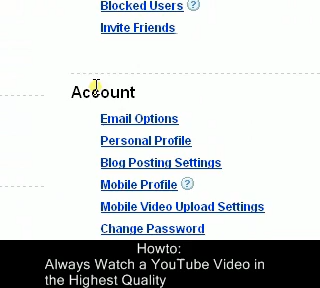 Blocked Users ?
Invite Friends
Account
Email Options
Personal Profile
Blog Posting Settings
Mobile Profile ?
Mobile Video Upload Settings
Change Password
Howto:
Always Watch a YouTube Video in
the Highest Quality